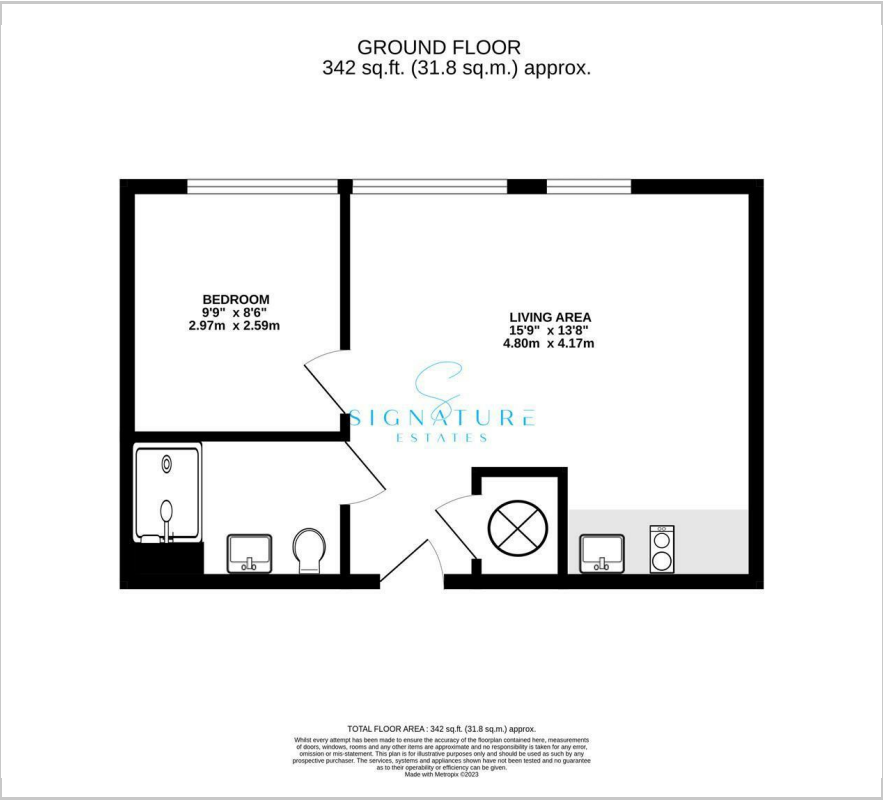 GROUND FLOOR
342 sq.ft. (31.8 sq.m.) approx.
BEDROOM
9'9" x 8'6"
2.97m x 2.59m
LIVING AREA
15'9" x 13'8"
4.80m x 4.17m
SIGNATURE
ESTATES
TOTAL FLOOR AREA : 342 sq.ft. (31.8 sq.m.) approx.
Whilst every attempt has been made to ensure the accuracy of the floorplan contained here, measurements
of doors, windows, rooms and any other items are approximate and no responsibility is taken for any error,
omission or mis-statement. This plan is for illustrative purposes only and should be used as such by any
prospective purchaser. The services, systems and appliances shown have not been tested and no guarantee
as to their operability or efficiency can be given.
Made with Metropix ©2023